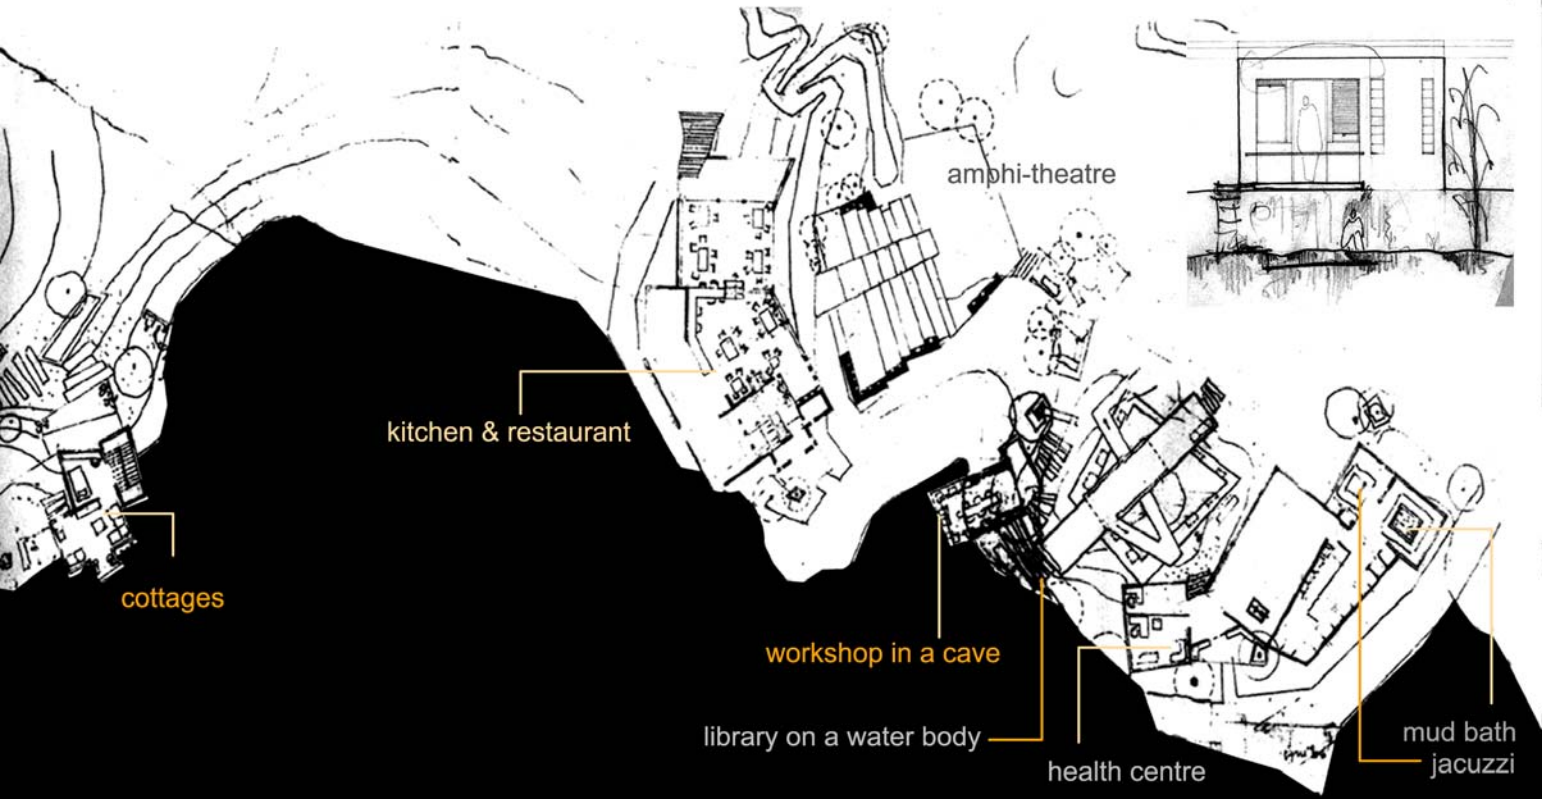 amphi-theatre
kitchen & restaurant
cottages
workshop in a cave
library on a water body
health centre
mud bath
jacuzzi